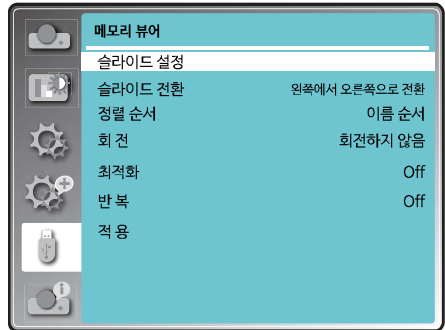 메모리 뷰어
슬라이드 설정
슬라이드 전환 왼쪽에서 오른쪽으로 전환
정렬 순서 이름 순서
회 전 회전하지 않음
최적화 Off
반 복 Off
적 용